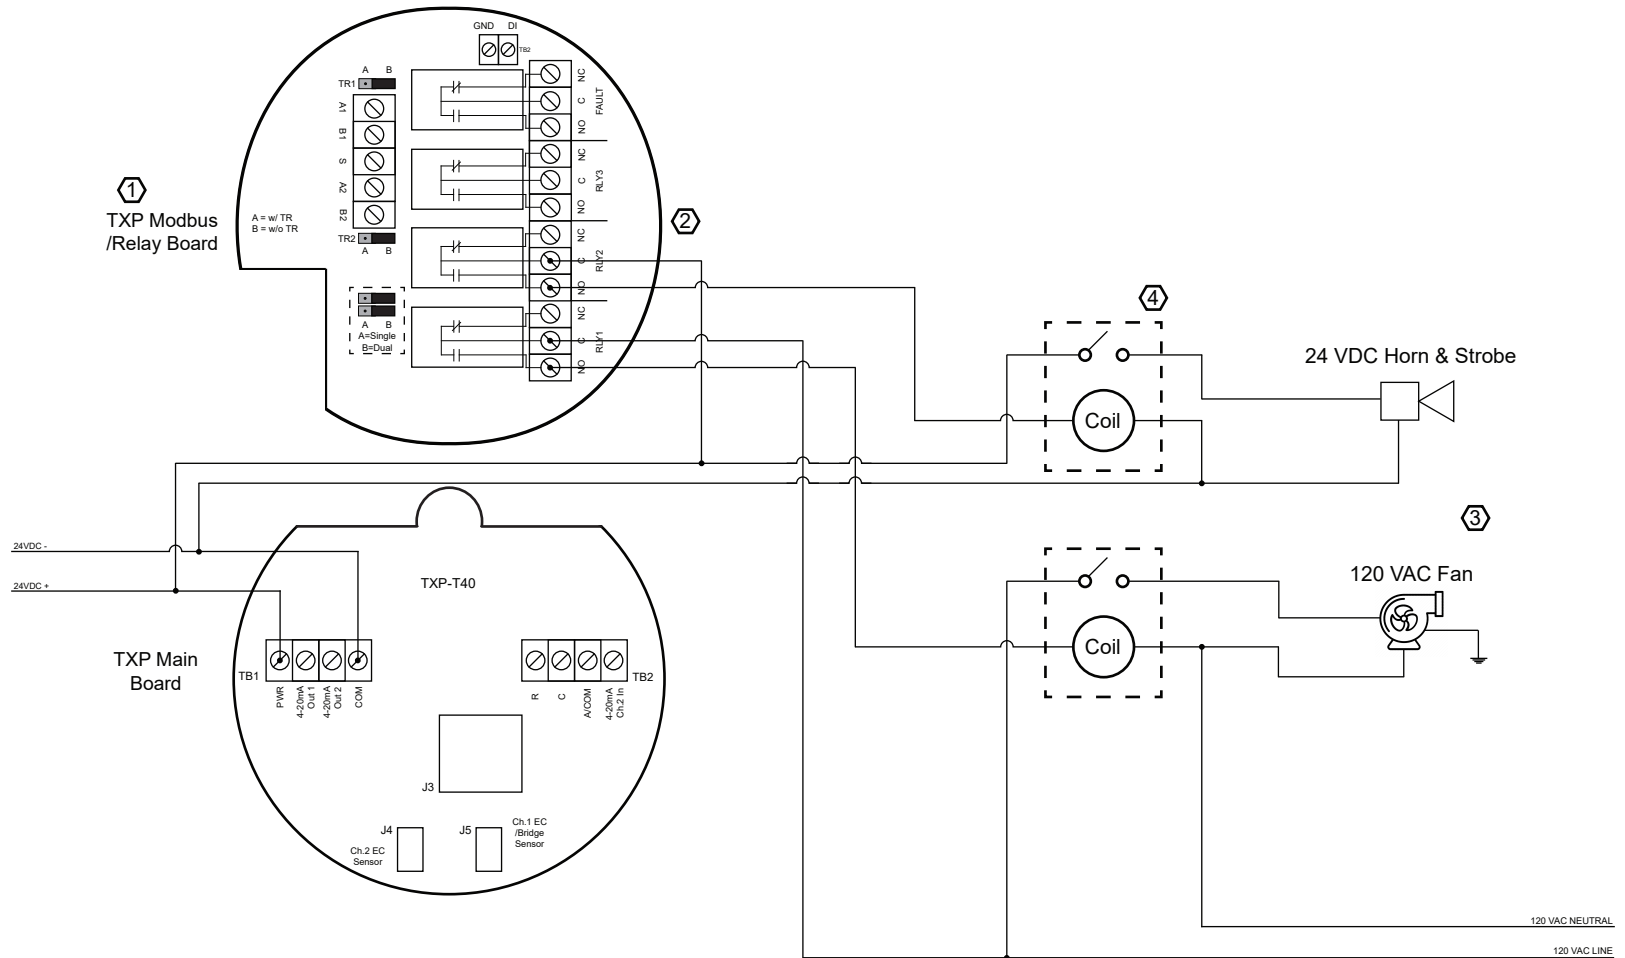 GND DI
TB2
A B
TR1
A1
B1
S
A2
B2
TR2
A B
A = w/ TR
B = w/o TR
A B
A=Single
B=Dual
NC
C
NO
FAULT
NC
C
NO
RLY3
NC
C
NO
RLY2
NC
C
NO
RLY1
1
TXP Modbus
/Relay Board
2
4
24 VDC Horn & Strobe
Coil
3
120 VAC Fan
Coil
24VDC -
24VDC +
TXP-T40
TXP Main
Board
TB1
PWR
4-20mA
Out 1
4-20mA
Out 2
COM
TB2
R
C
A/COM
4-20mA
Ch.2 In
J3
J4
Ch.2 EC
Sensor
J5
Ch.1 EC
/Bridge
Sensor
120 VAC NEUTRAL
120 VAC LINE